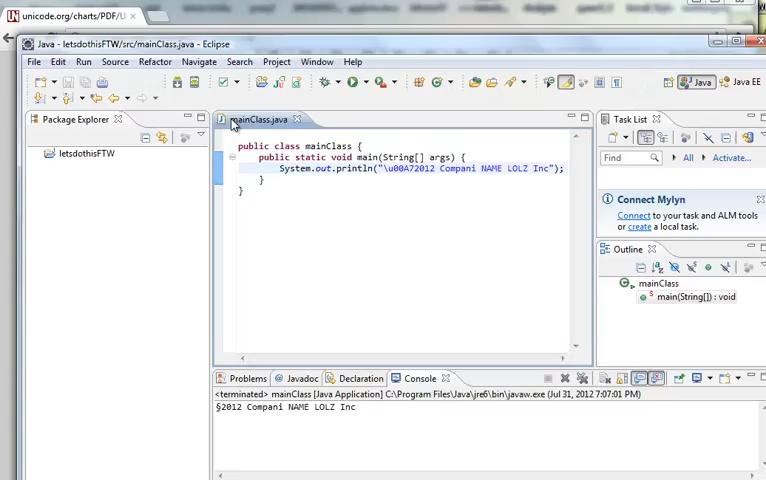 unicode.org/charts/PDF/U
Java - letsdothisFTW/src/mainClass.java - Eclipse
File Edit Run Source Refactor Navigate Search Project Window Help
Java Java EE
Package Explorer
letsdothisFTW
mainClass.java
public class mainClass {
public static void main(String[] args) {
System.out.println("\u00A72012 Compani NAME LOLZ Inc");
}
}
Task List
Find All Activate...
Connect Mylyn
Connect to your task and ALM tools
or create a local task.
Outline
mainClass
main(String[]) : void
Problems Javadoc Declaration Console
<terminated> mainClass [Java Application] C:\Program Files\Java\jre6\bin\javaw.exe (Jul 31, 2012 7:07:01 PM)
§2012 Compani NAME LOLZ Inc